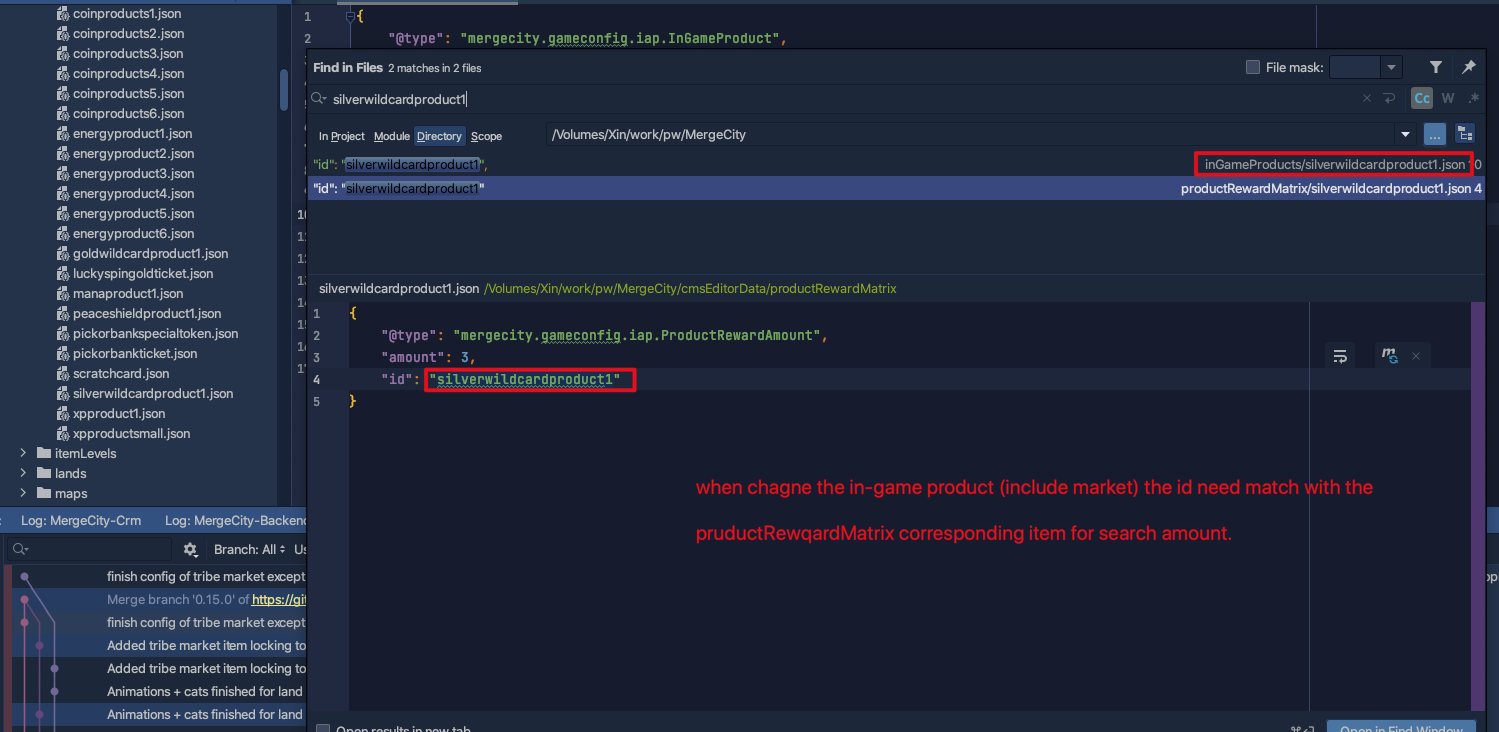 coinproducts1.json
coinproducts2.json
coinproducts3.json
coinproducts4.json
coinproducts5.json
coinproducts6.json
energyproduct1.json
energyproduct2.json
energyproduct3.json
energyproduct4.json
energyproduct5.json
energyproduct6.json
goldwildcardproduct1.json
luckyspingoldticket.json
manaproduct1.json
peaceshieldproduct1.json
pickorbankspecialtoken.json
pickorbankticket.json
scratchcard.json
silverwildcardproduct1.json
xpproduct1.json
xpproductsmall.json
itemLevels
lands
maps
1 {
2 "@type": "mergecity.gameconfig.iap.InGameProduct",
Find in Files 2 matches in 2 files
File mask:
silverwildcardproduct1
Cc W .*
In Project Module Directory Scope
/Volumes/Xin/work/pw/MergeCity
...
"id": "silverwildcardproduct1", inGameProducts/silverwildcardproduct1.json 10
"id": "silverwildcardproduct1" productRewardMatrix/silverwildcardproduct1.json 4
silverwildcardproduct1.json /Volumes/Xin/work/pw/MergeCity/cmsEditorData/productRewardMatrix
1 {
2 "@type": "mergecity.gameconfig.iap.ProductRewardAmount",
3 "amount": 3,
4 "id": "silverwildcardproduct1"
5 }
when chagne the in-game product (include market) the id need match with the
pruductRewqardMatrix corresponding item for search amount.
Log: MergeCity-Crm Log: MergeCity-Backend
Branch: All Us
finish config of tribe market except
Merge branch '0.15.0' of https://git
finish config of tribe market except
Added tribe market item locking to
Added tribe market item locking to
Animations + cats finished for land
Animations + cats finished for land
Open results in new tab
Open in Find Window